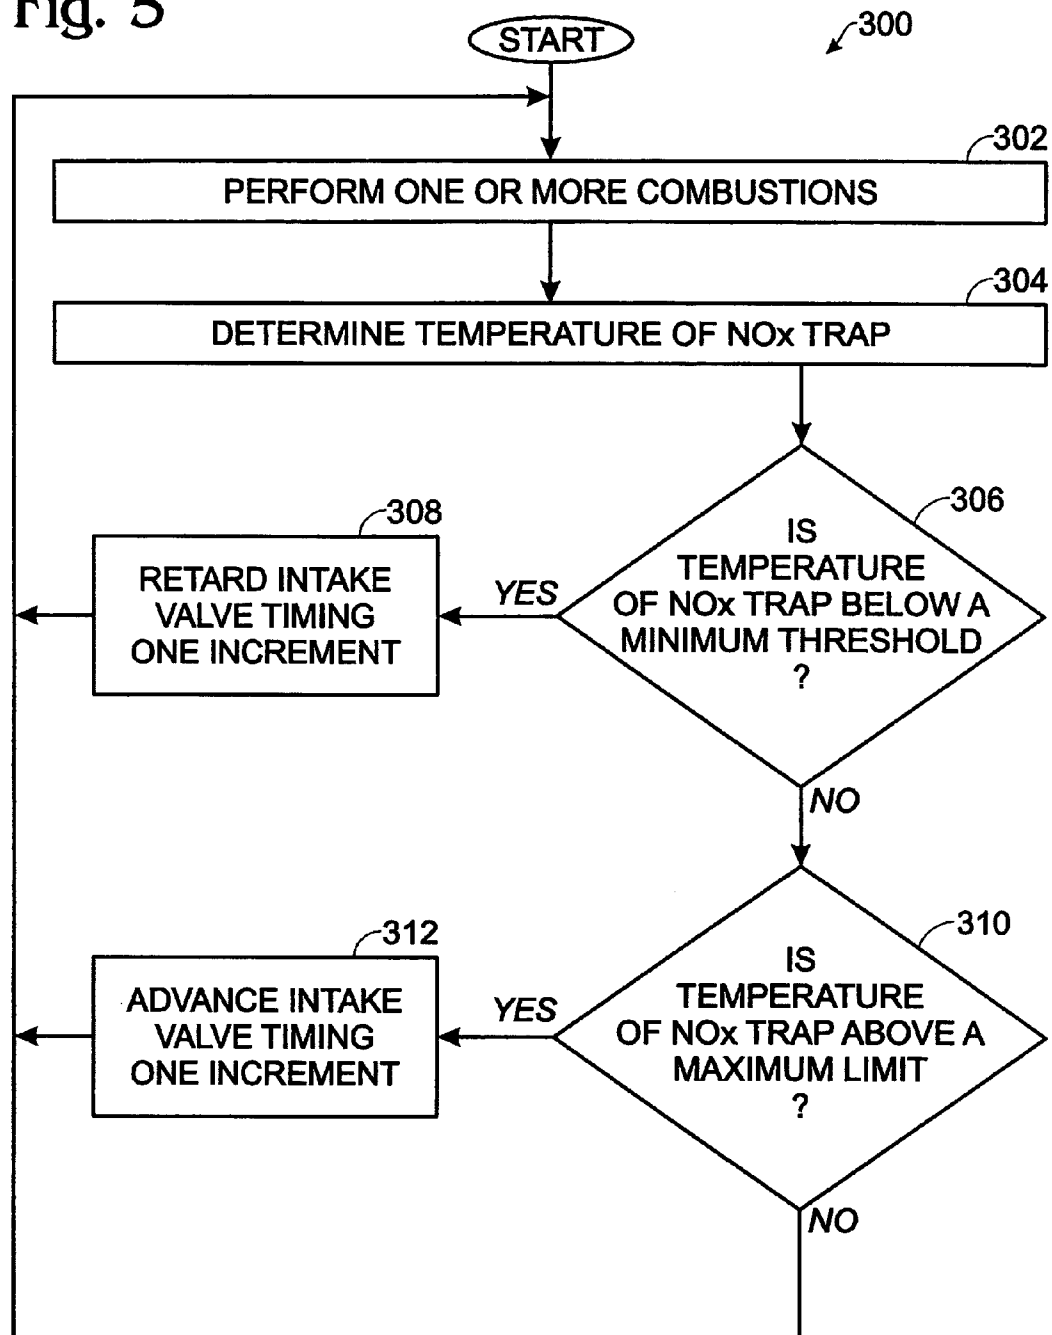 Fig. 5
START
300
302
PERFORM ONE OR MORE COMBUSTIONS
304
DETERMINE TEMPERATURE OF NOx TRAP
306
IS
TEMPERATURE
OF NOx TRAP BELOW A
MINIMUM THRESHOLD
?
YES
308
RETARD INTAKE
VALVE TIMING
ONE INCREMENT
NO
310
IS
TEMPERATURE
OF NOx TRAP ABOVE A
MAXIMUM LIMIT
?
YES
312
ADVANCE INTAKE
VALVE TIMING
ONE INCREMENT
NO